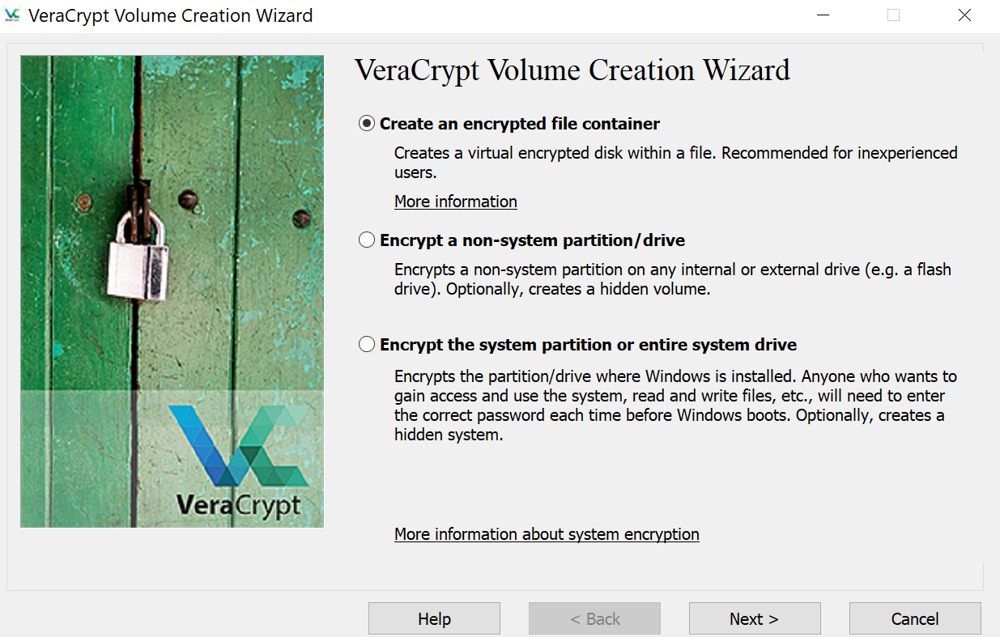 VeraCrypt Volume Creation Wizard
VeraCrypt Volume Creation Wizard
Create an encrypted file container
Creates a virtual encrypted disk within a file. Recommended for inexperienced
users.
More information
Encrypt a non-system partition/drive
Encrypts a non-system partition on any internal or external drive (e.g. a flash
drive). Optionally, creates a hidden volume.
Encrypt the system partition or entire system drive
Encrypts the partition/drive where Windows is installed. Anyone who wants to
gain access and use the system, read and write files, etc., will need to enter
the correct password each time before Windows boots. Optionally, creates a
hidden system.
VeraCrypt
More information about system encryption
Help
< Back
Next >
Cancel